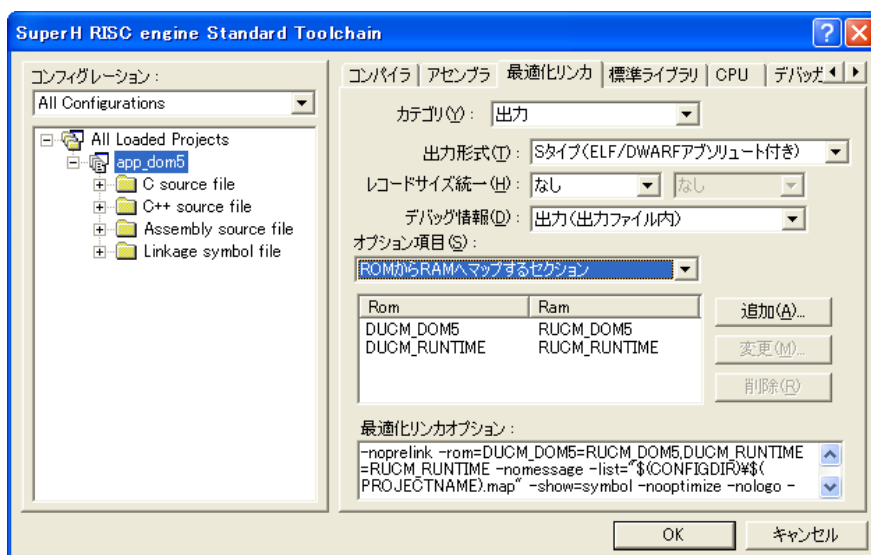 SuperH RISC engine Standard Toolchain
コンフィグレーション :
All Configurations
All Loaded Projects
app_dom5
C source file
C++ source file
Assembly source file
Linkage symbol file
コンパイラ アセンブラ 最適化リンカ 標準ライブラリ CPU デバッガ
カテゴリ(Y) : 出力
出力形式(T) : Sタイプ(ELF/DWARFアブソリュート付き)
レコードサイズ統一(H) : なし なし
デバッグ情報(D) : 出力(出力ファイル内)
オプション項目(S) :
ROMからRAMへマップするセクション
Rom Ram
DUCM_DOM5 RUCM_DOM5
DUCM_RUNTIME RUCM_RUNTIME
追加(A)...
変更(M)...
削除(R)
最適化リンカオプション :
-noprelink -rom=DUCM_DOM5=RUCM_DOM5,DUCM_RUNTIME
=RUCM_RUNTIME -nomessage -list="$(CONFIGDIR)¥$(
PROJECTNAME).map" -show=symbol -nooptimize -nologo -
OK キャンセル